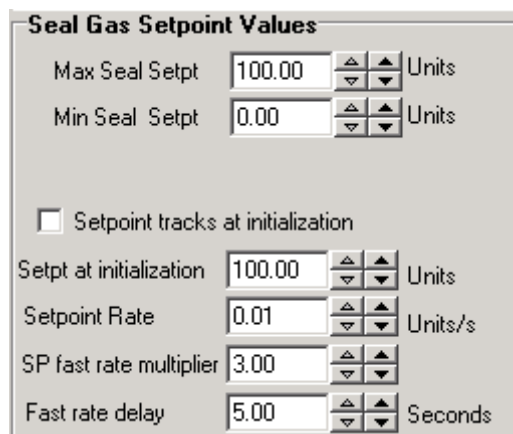 Seal Gas Setpoint Values
Max Seal Setpt 100.00 Units
Min Seal Setpt 0.00 Units
Setpoint tracks at initialization
Setpt at initialization 100.00 Units
Setpoint Rate 0.01 Units/s
SP fast rate multiplier 3.00
Fast rate delay 5.00 Seconds